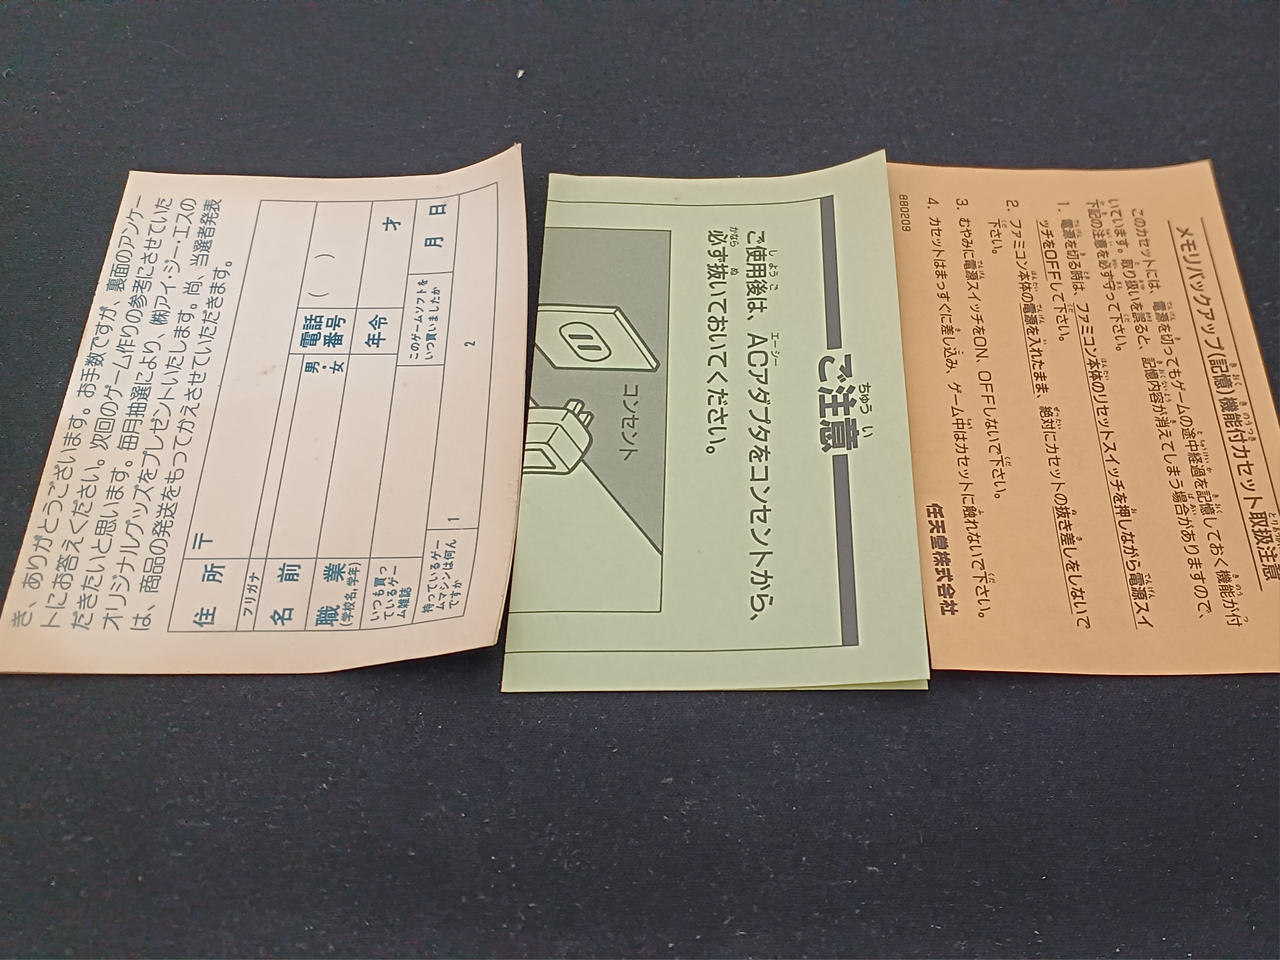 き、ありがとうございます。お手数ですが、裏面のアンケー
トにお答えください。次回のゲーム作りの参考にさせていた
だきたいと思います。毎月抽選により、㈱アイ・ジー・エスの
オリジナルグッズをプレゼントいたします。尚、当選者発表
は、商品の発送をもってかえさせていただきます。
住所
〒
フリガナ
名前
電話番号
( )
職業
(学校名,学年)
男・女
年令
才
いつも買っ
ているゲー
ム雑誌
このゲームソフトを
いつ買いましたか
月 日
持っているゲー
ムマシンは何ん
ですか
1
2
ご注意
ちゅう い
ご使用後は、ACアダプタをコンセントから、
しようご
エーシー
必ず抜いておいてください。
かなら ぬ
コンセント
メモリバックアップ(記憶)機能付カセット取扱注意
このカセットには、電源を切ってもゲームの途中経過を記憶しておく機能が付
いています。取り扱いを誤ると、記憶内容が消えてしまう場合がありますので、
下記の注意を必ず守って下さい。
1. 電源を切る時は、ファミコン本体のリセットスイッチを押しながら電源スイ
ッチをOFFして下さい。
2. ファミコン本体の電源を入れたまま、絶対にカセットの抜き差しをしないで
下さい。
3. むやみに電源スイッチをON、OFFしないで下さい。
4. カセットはまっすぐに差し込み、ゲーム中はカセットに触れないで下さい。
任天堂株式会社
880209